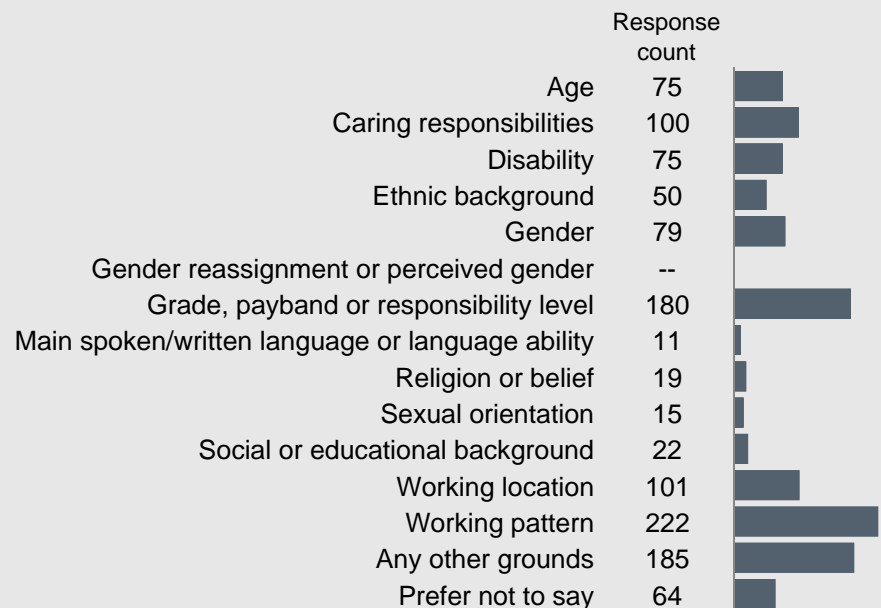 Response
count
Age 75
Caring responsibilities 100
Disability 75
Ethnic background 50
Gender 79
Gender reassignment or perceived gender --
Grade, payband or responsibility level 180
Main spoken/written language or language ability 11
Religion or belief 19
Sexual orientation 15
Social or educational background 22
Working location 101
Working pattern 222
Any other grounds 185
Prefer not to say 64